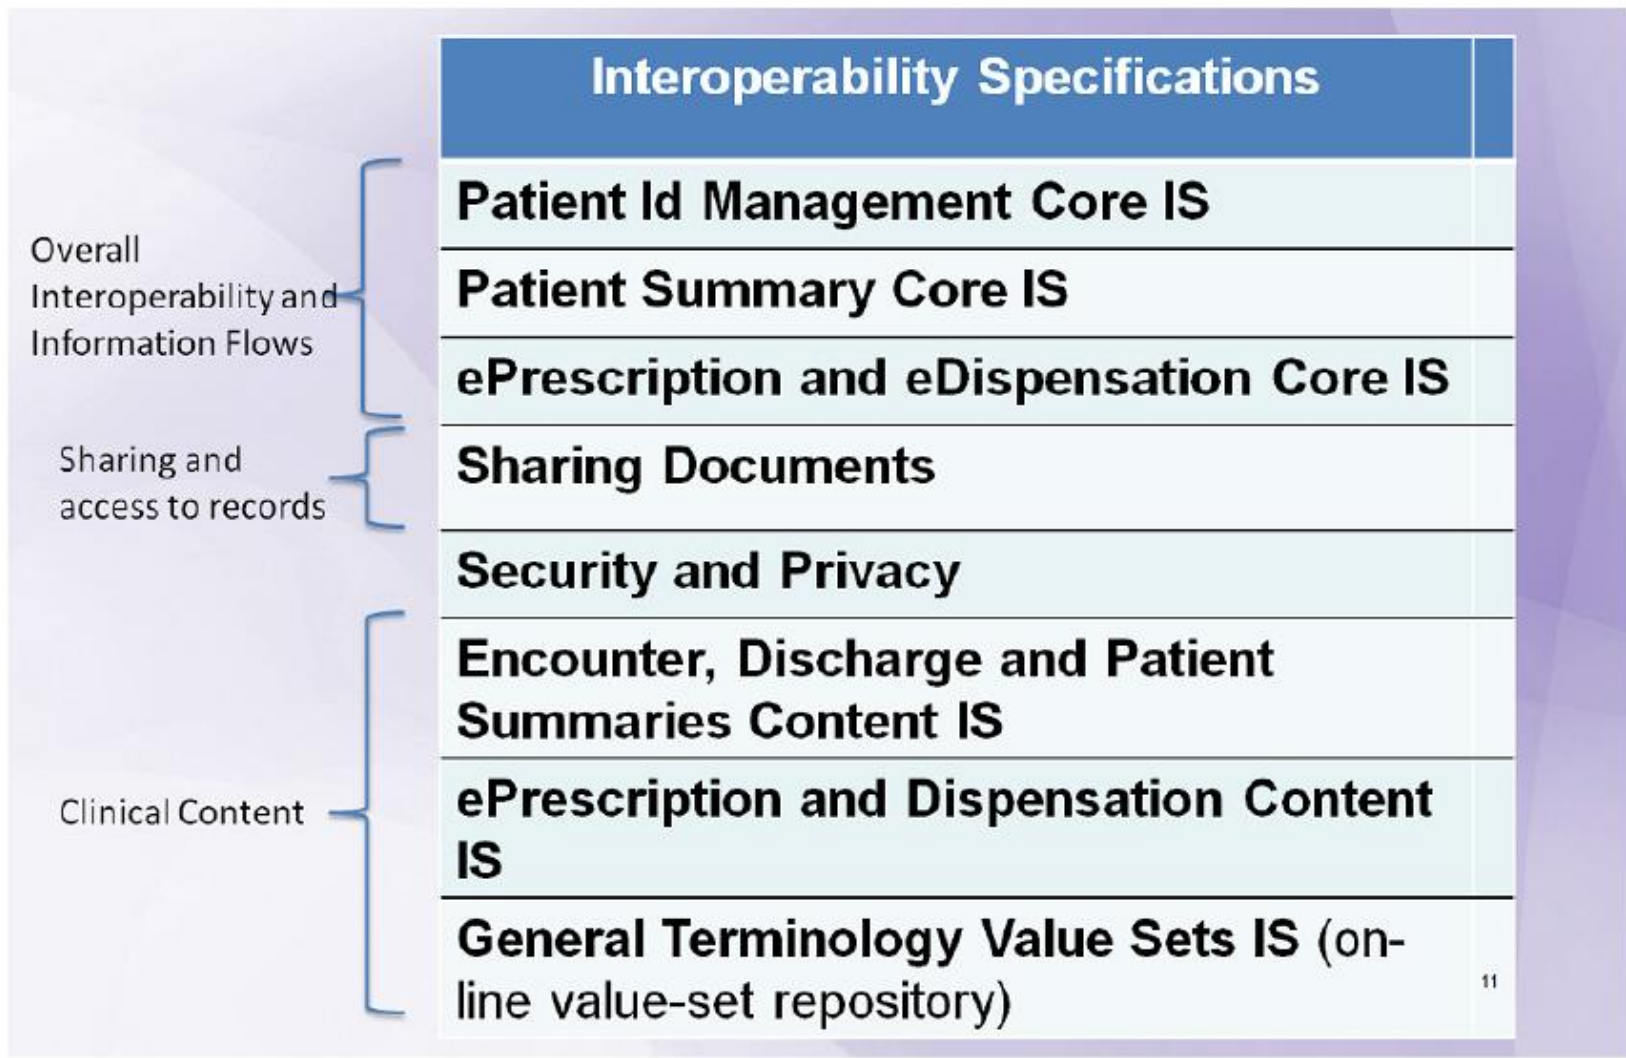 Interoperability Specifications
Overall
Interoperability and
Information Flows
Patient Id Management Core IS
Patient Summary Core IS
ePrescription and eDispensation Core IS
Sharing and
access to records
Sharing Documents
Security and Privacy
Clinical Content
Encounter, Discharge and Patient
Summaries Content IS
ePrescription and Dispensation Content
IS
General Terminology Value Sets IS (on-
line value-set repository)
11